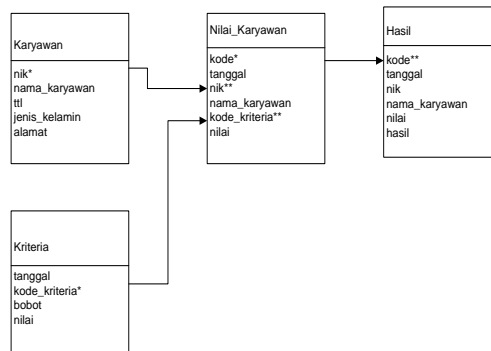 Karyawan
nik*
nama_karyawan
ttl
jenis_kelamin
alamat
Nilai_Karyawan
kode*
tanggal
nik**
nama_karyawan
kode_kriteria**
nilai
Hasil
kode**
tanggal
nik
nama_karyawan
nilai
hasil
Kriteria
tanggal
kode_kriteria*
bobot
nilai